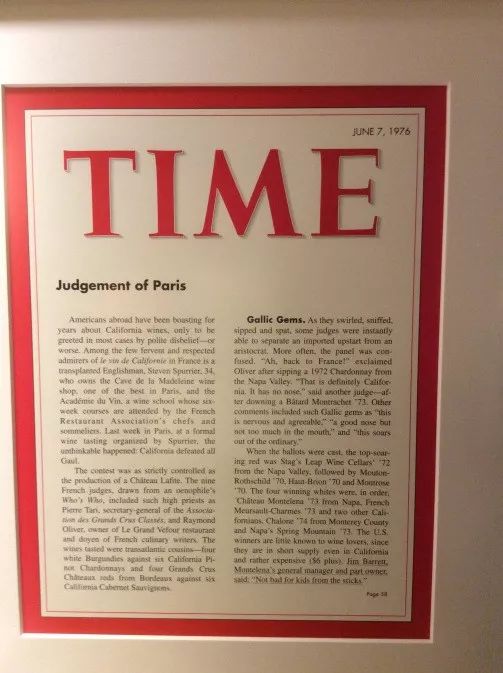 JUNE 7, 1976
TIME
Judgement of Paris
Americans abroad have been boasting for
years about California wines, only to be
greeted in most cases by polite disbelief—or
worse. Among the few fervent and respected
admirers of le vin de Californie in France is a
transplanted Englishman, Steven Spurrier, 34,
who owns the Cave de la Madeleine wine
shop, one of the best in Paris, and the
Académie du Vin, a wine school whose six-
week courses are attended by the French
Restaurant Association's chefs and
sommeliers. Last week in Paris, at a formal
wine tasting organized by Spurrier, the
unthinkable happened: California defeated all
Gaul.
The contest was as strictly controlled as
the production of a Château Lafite. The nine
French judges, drawn from an oenophile's
Who's Who, included such high priests as
Pierre Tari, secretary-general of the Associa-
tion des Grands Crus Classés, and Raymond
Oliver, owner of Le Grand Vefour restaurant
and doyen of French culinary writers. The
wines tasted were transatlantic cousins—four
white Burgundies against six California Pi-
not Chardonnays and four Grands Crus
Châteaux reds from Bordeaux against six
California Cabernet Sauvignons.
Gallic Gems. As they swirled, sniffed,
sipped and spat, some judges were instantly
able to separate an imported upstart from an
aristocrat. More often, the panel was con-
fused. "Ah, back to France!" exclaimed
Oliver after sipping a 1972 Chardonnay from
the Napa Valley. "That is definitely Califor-
nia. It has no nose," said another judge—af-
ter downing a Bâtard Montrachet '73. Other
comments included such Gallic gems as "this
is nervous and agreeable," "a good nose but
not too much in the mouth," and "this soars
out of the ordinary."
When the ballots were cast, the top-soar-
ing red was Stag's Leap Wine Cellars' '72
from the Napa Valley, followed by Mouton-
Rothschild '70, Haut-Brion '70 and Montrose
'70. The four winning whites were, in order,
Château Montelena '73 from Napa, French
Meursault-Charmes '73 and two other Cali-
fornians, Chalone '74 from Monterey County
and Napa's Spring Mountain '73. The U.S.
winners are little known to wine lovers, since
they are in short supply even in California
and rather expensive ($6 plus). Jim Barrett,
Montelena's general manager and part owner,
said: "Not bad for kids from the sticks."
Page 58